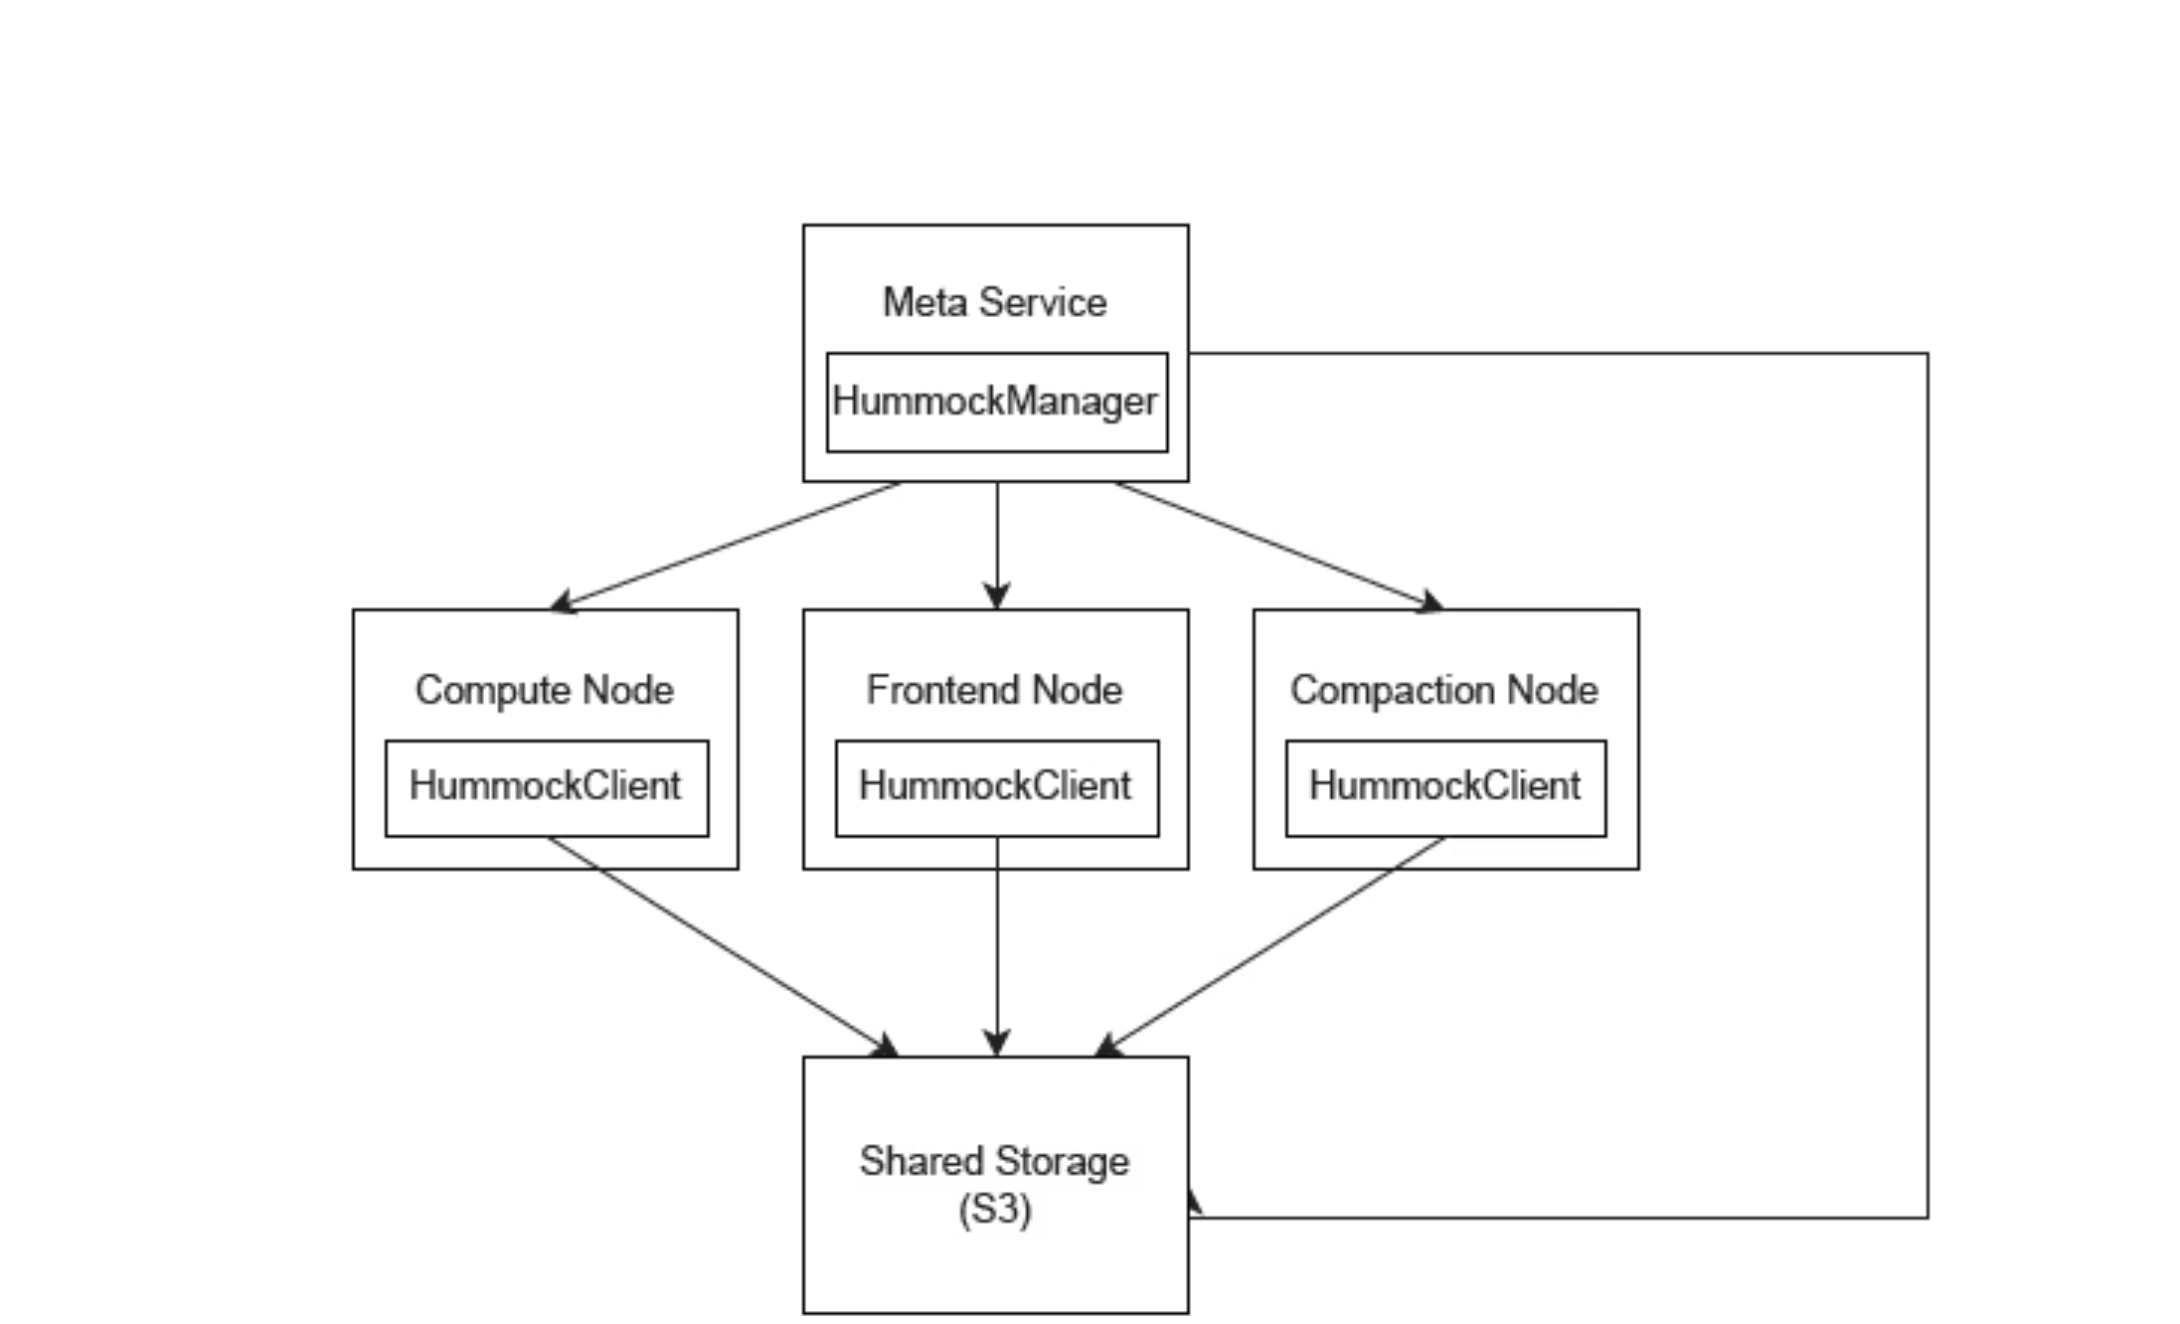 Meta Service
HummockManager
Compute Node
HummockClient
Frontend Node
HummockClient
Compaction Node
HummockClient
Shared Storage
(S3)